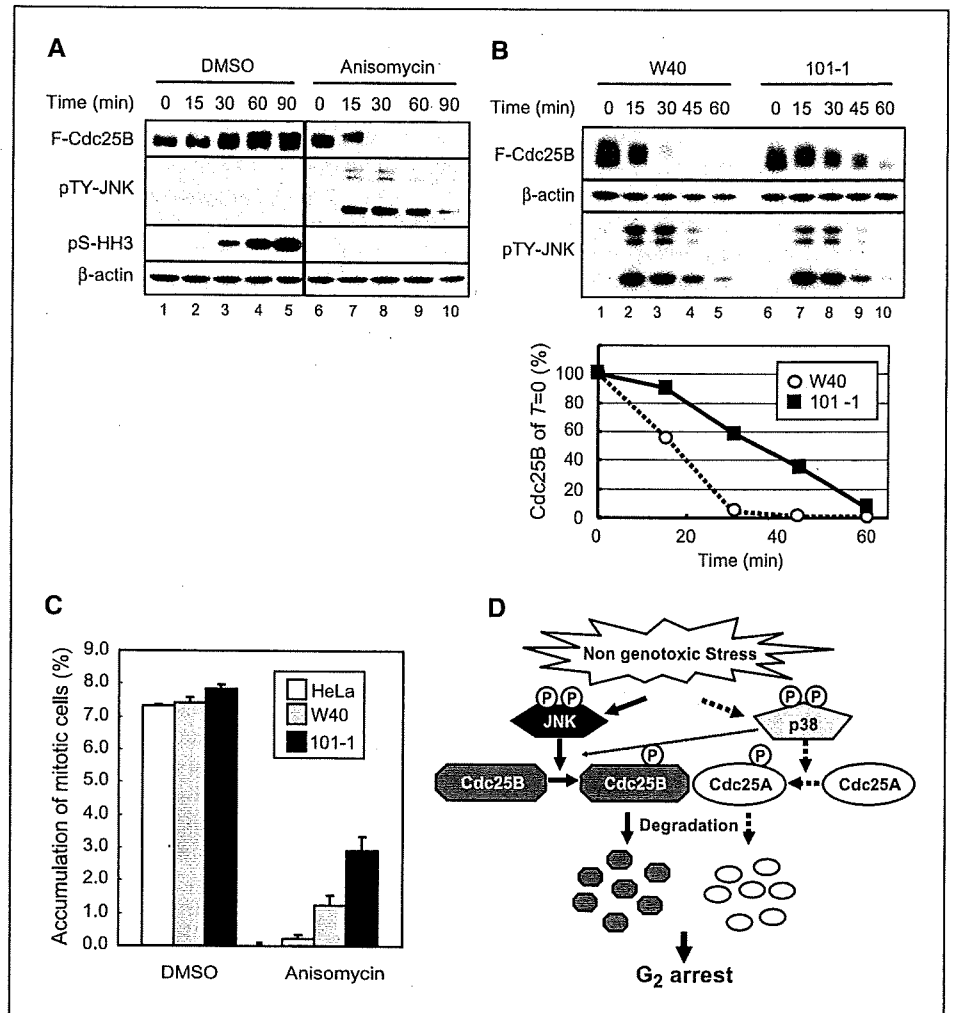 A
DMSO Anisomycin
Time (min) 0 15 30 60 90 0 15 30 60 90
F-Cdc25B
pTY-JNK
pS-HH3
β-actin
1 2 3 4 5 6 7 8 9 10
B
W40 101-1
Time (min) 0 15 30 45 60 0 15 30 45 60
F-Cdc25B
β-actin
pTY-JNK
1 2 3 4 5 6 7 8 9 10
Cdc25B of T=0 (%)
100
80
60
40
20
0
W40
101 -1
0 20 40 60
Time (min)
C
Accumulation of mitotic cells (%)
9.0
8.0
7.0
6.0
5.0
4.0
3.0
2.0
1.0
0.0
HeLa
W40
101-1
DMSO Anisomycin
D
Non genotoxic Stress
P P P P
JNK p38
P P
Cdc25B Cdc25B Cdc25A Cdc25A
Degradation
G2 arrest